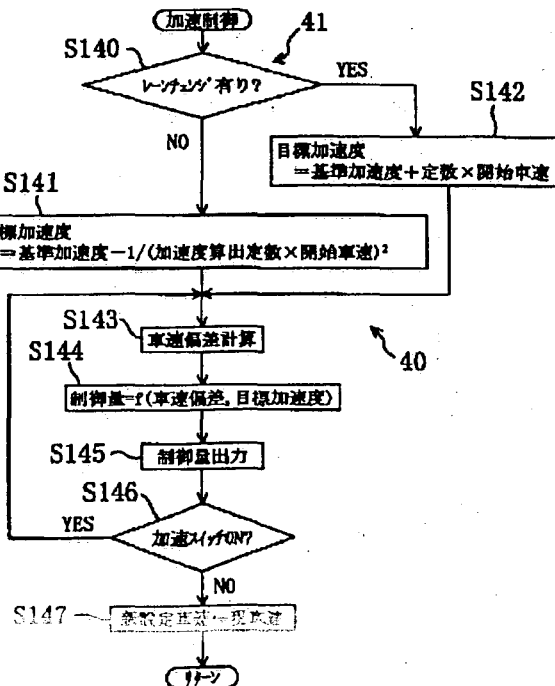 加速制御
41
S140
レーンチェンジ有り?
YES
S142
NO
目標加速度
=基準加速度+定数×開始車速
S141
標加速度
=基準加速度−1/(加速度算出定数×開始車速)²
S143
車速偏差計算
40
S144
制御量=f(車速偏差,目標加速度)
S145
制御量出力
S146
YES
加速スイッチON?
NO
S147
新設定車速←現車速
リターン